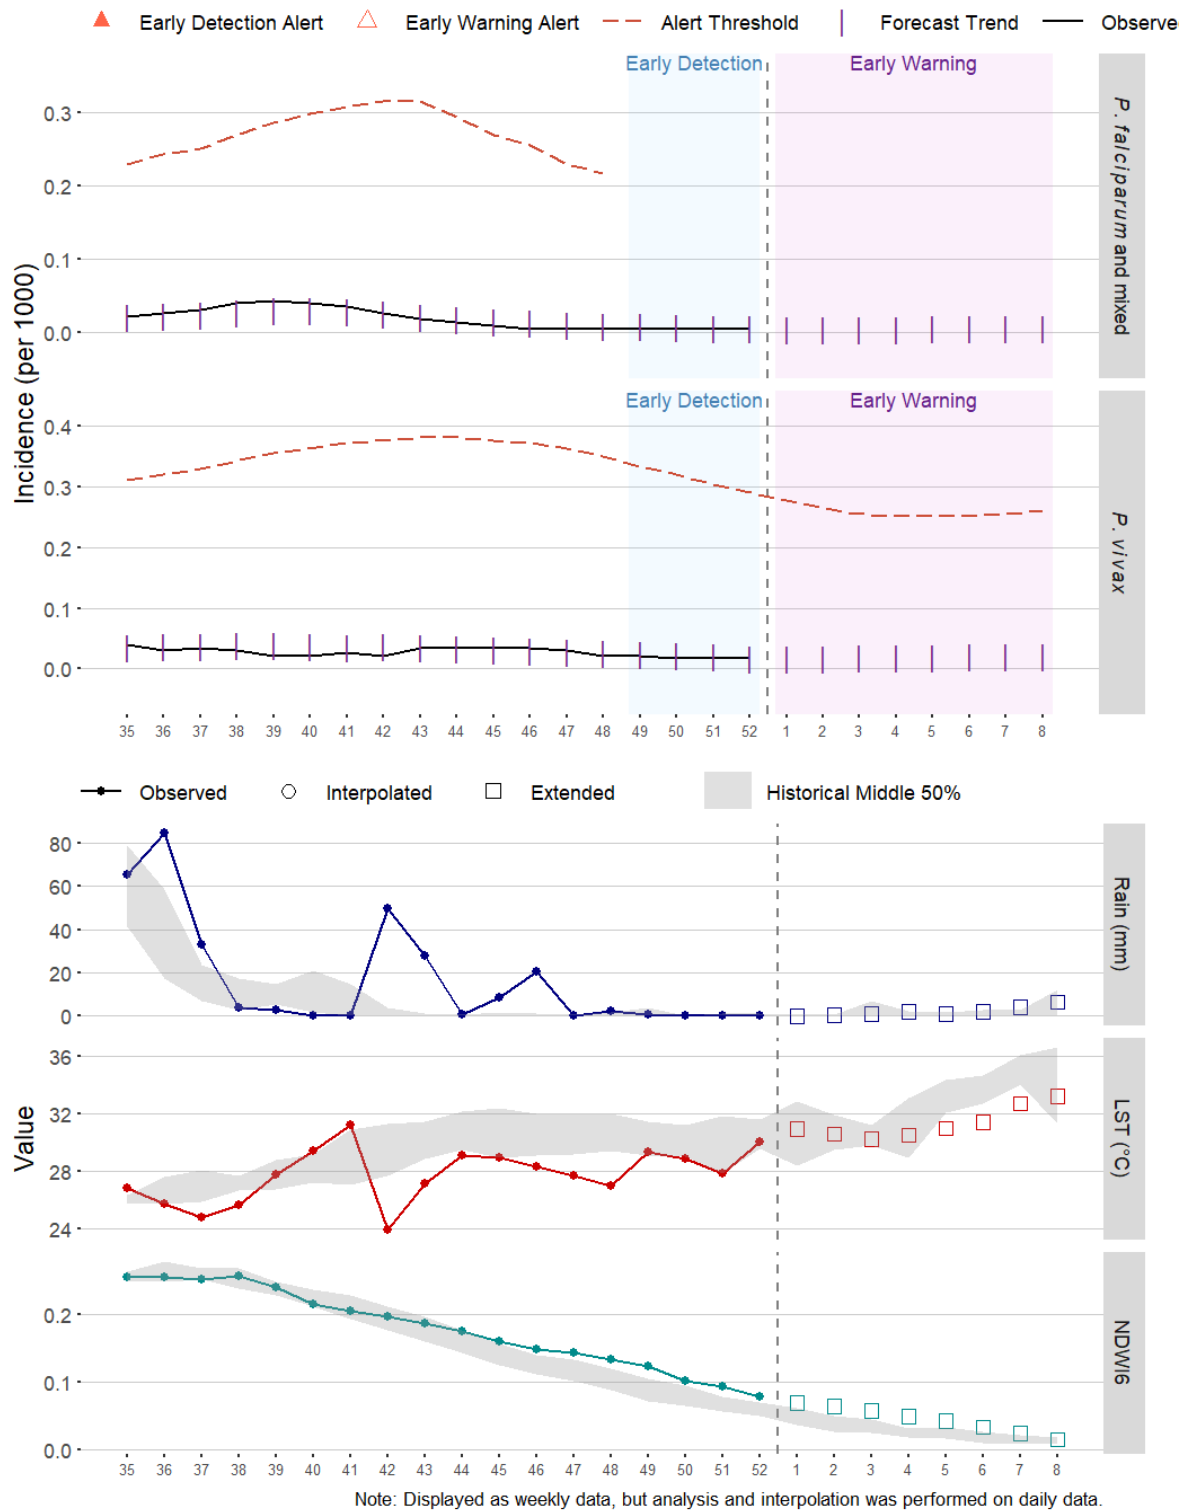 Early Detection Alert Early Warning Alert Alert Threshold Forecast Trend Observe
Early Detection Early Warning
0.3
0.2
0.1
0.0
P. falciparum and mixed
Early Detection Early Warning
0.4
0.3
0.2
0.1
0.0
P. vivax
Incidence (per 1000)
35 36 37 38 39 40 41 42 43 44 45 46 47 48 49 50 51 52 1 2 3 4 5 6 7 8
Observed Interpolated Extended Historical Middle 50%
80
60
40
20
0
Rain (mm)
36
32
28
24
LST (°C)
Value
0.2
0.1
0.0
NDWI6
35 36 37 38 39 40 41 42 43 44 45 46 47 48 49 50 51 52 1 2 3 4 5 6 7 8
Note: Displayed as weekly data, but analysis and interpolation was performed on daily data.